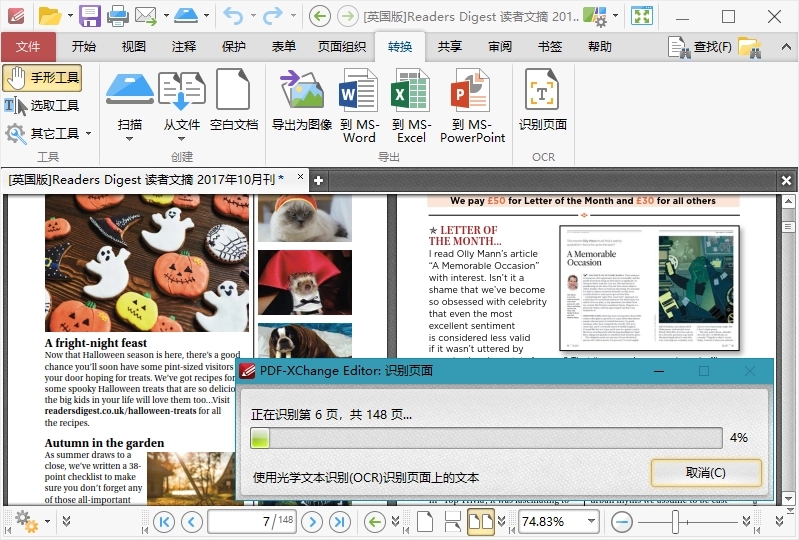 [英国版]Readers Digest 读者文摘 201..
文件 开始 视图 注释 保护 表单 页面组织 转换 共享 审阅 书签 帮助 查找(F)
手形工具
选取工具
其它工具
工具
扫描 从文件 空白文档
创建
导出为图像 到 MS-Word 到 MS-Excel 到 MS-PowerPoint
导出
识别页面
OCR
[英国版]Readers Digest 读者文摘 2017年10月刊 *
A fright-night feast
Now that Halloween season is here, there's a good
chance you'll soon have some pint-sized visitors
your door hoping for treats. We've got recipes for
some spooky Halloween treats that are so delicio
the big kids in your life will love them too...Visit
readersdigest.co.uk/halloween-treats for all
the recipes.
Autumn in the garden
As summer draws to a
close, we've written a 38-
point checklist to make
sure you don't forget any
of those all-important
We pay £50 for Letter of the Month and £30 for all others
★ LETTER OF
THE MONTH...
I read Olly Mann's article
“A Memorable Occasion”
with interest. Isn't it a
shame that we've become
so obsessed with celebrity
that even the most
excellent sentiment
is considered less valid
if it wasn't uttered by
A Memorable
Occasion
PDF-XChange Editor: 识别页面
正在识别第 6 页，共 148 页...
4%
使用光学文本识别(OCR)识别页面上的文本
取消(C)
7 / 148
74.83%